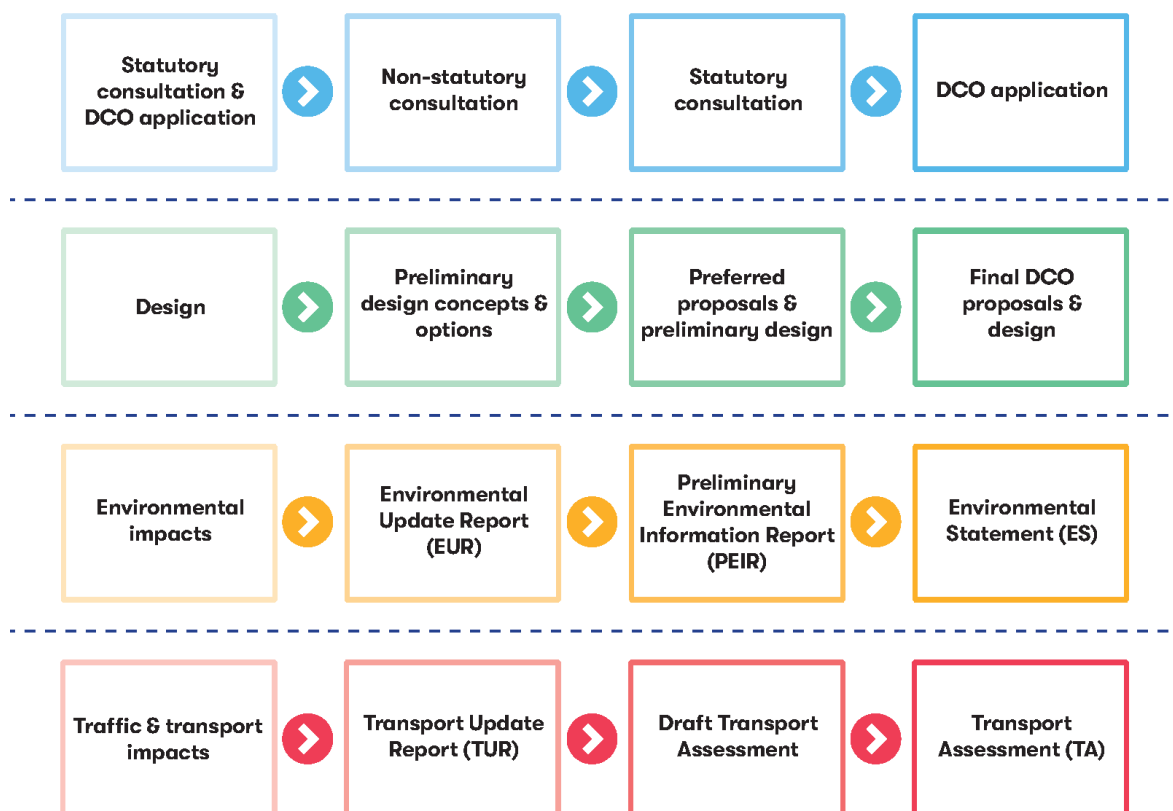 Statutory
consultation &
DCO application
Non-statutory
consultation
Statutory
consultation
DCO application
Design
Preliminary
design concepts &
options
Preferred
proposals &
preliminary design
Final DCO
proposals &
design
Environmental
impacts
Environmental
Update Report
(EUR)
Preliminary
Environmental
Information Report
(PEIR)
Environmental
Statement (ES)
Traffic & transport
impacts
Transport Update
Report (TUR)
Draft Transport
Assessment
Transport
Assessment (TA)